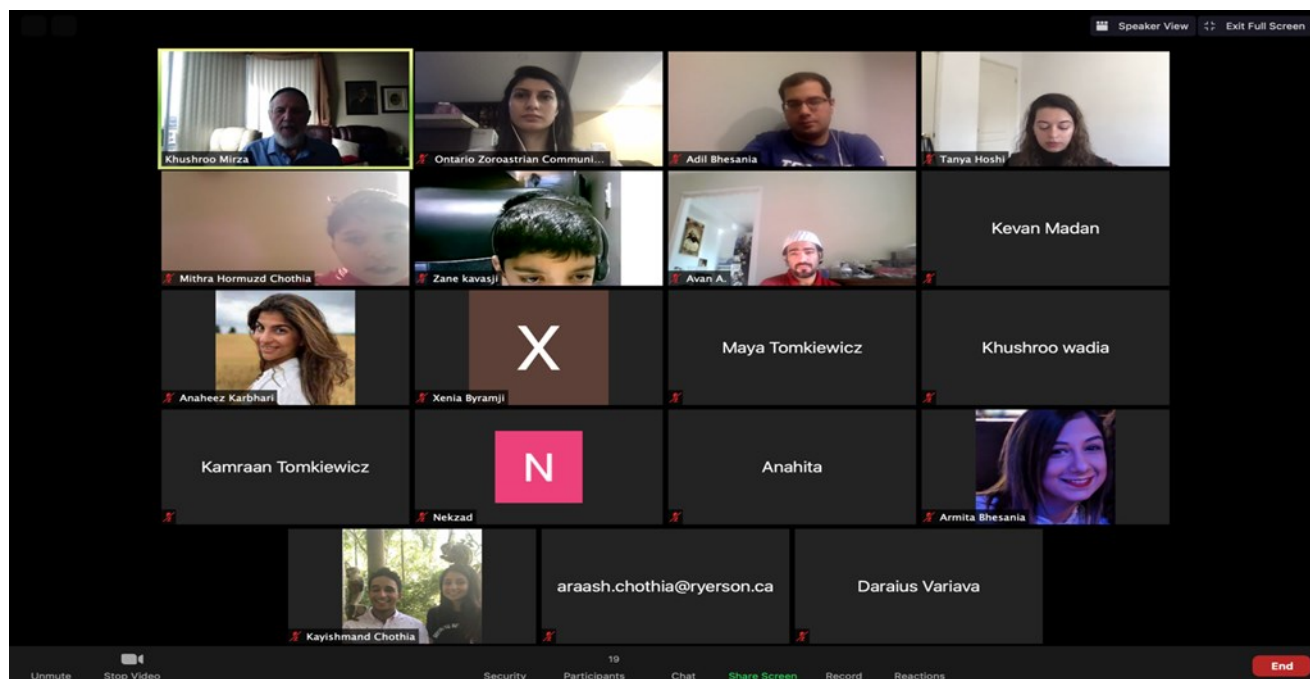 Speaker View Exit Full Screen
Khushroo Mirza
Ontario Zoroastrian Communi...
Adil Bhesania
Tanya Hoshi
Mithra Hormuzd Chothia
Zane kavasji
Avan A.
Kevan Madan
Anaheez Karbhari
X
Xenia Byramji
Maya Tomkiewicz
Khushroo wadia
Kamraan Tomkiewicz
N
Nekzad
Anahita
Armita Bhesania
Kayishmand Chothia
araash.chothia@ryerson.ca
Daraius Variava
Unmute Stop Video Security Participants 19 Chat Share Screen Record Reactions End